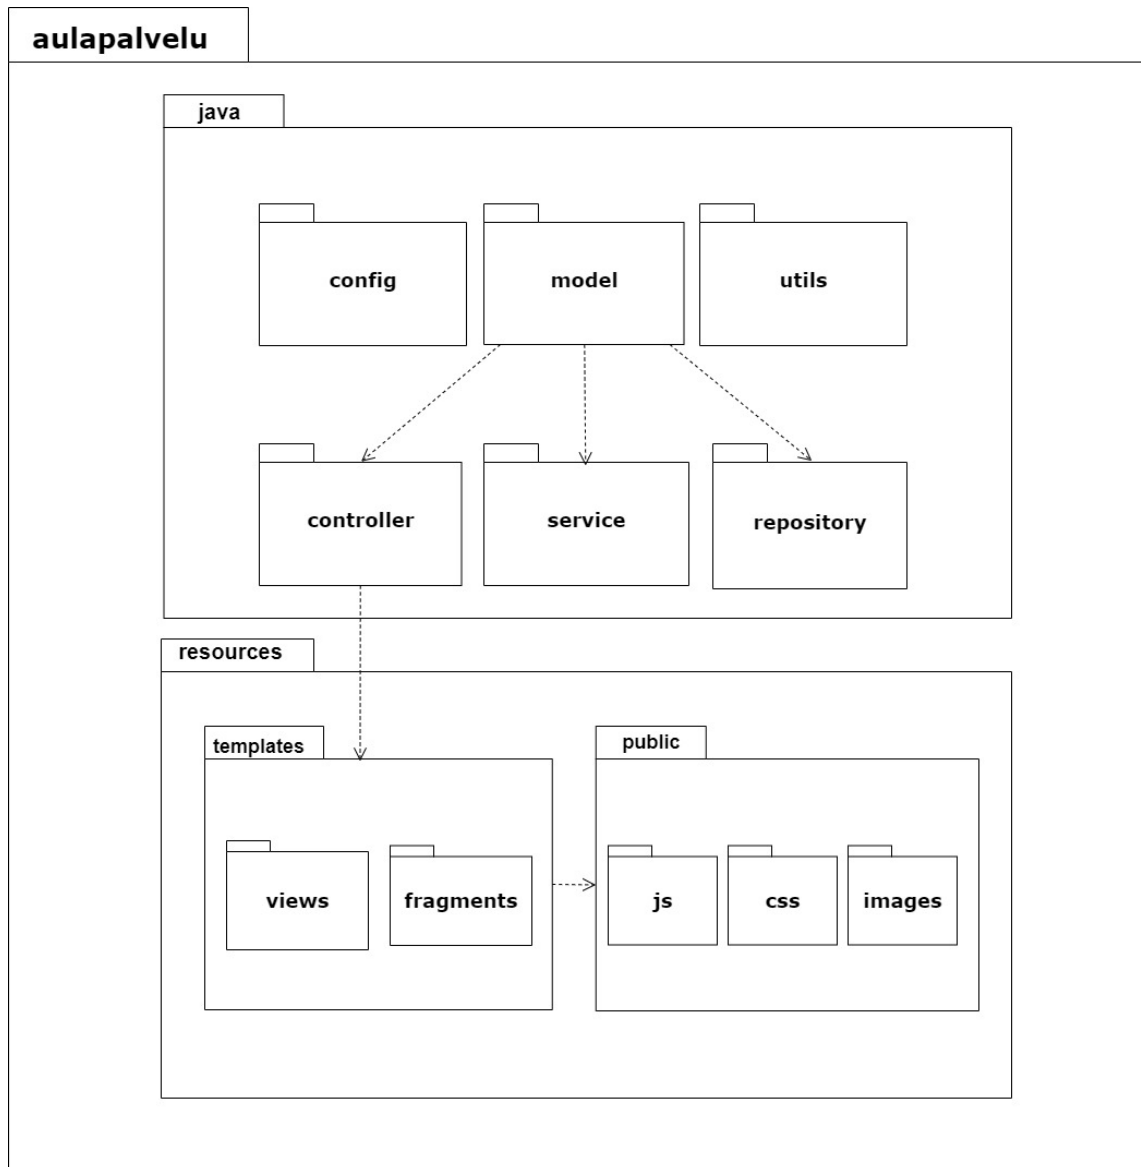 aulapalvelu
java
config
model
utils
controller
service
repository
resources
templates
public
views
fragments
js
css
images